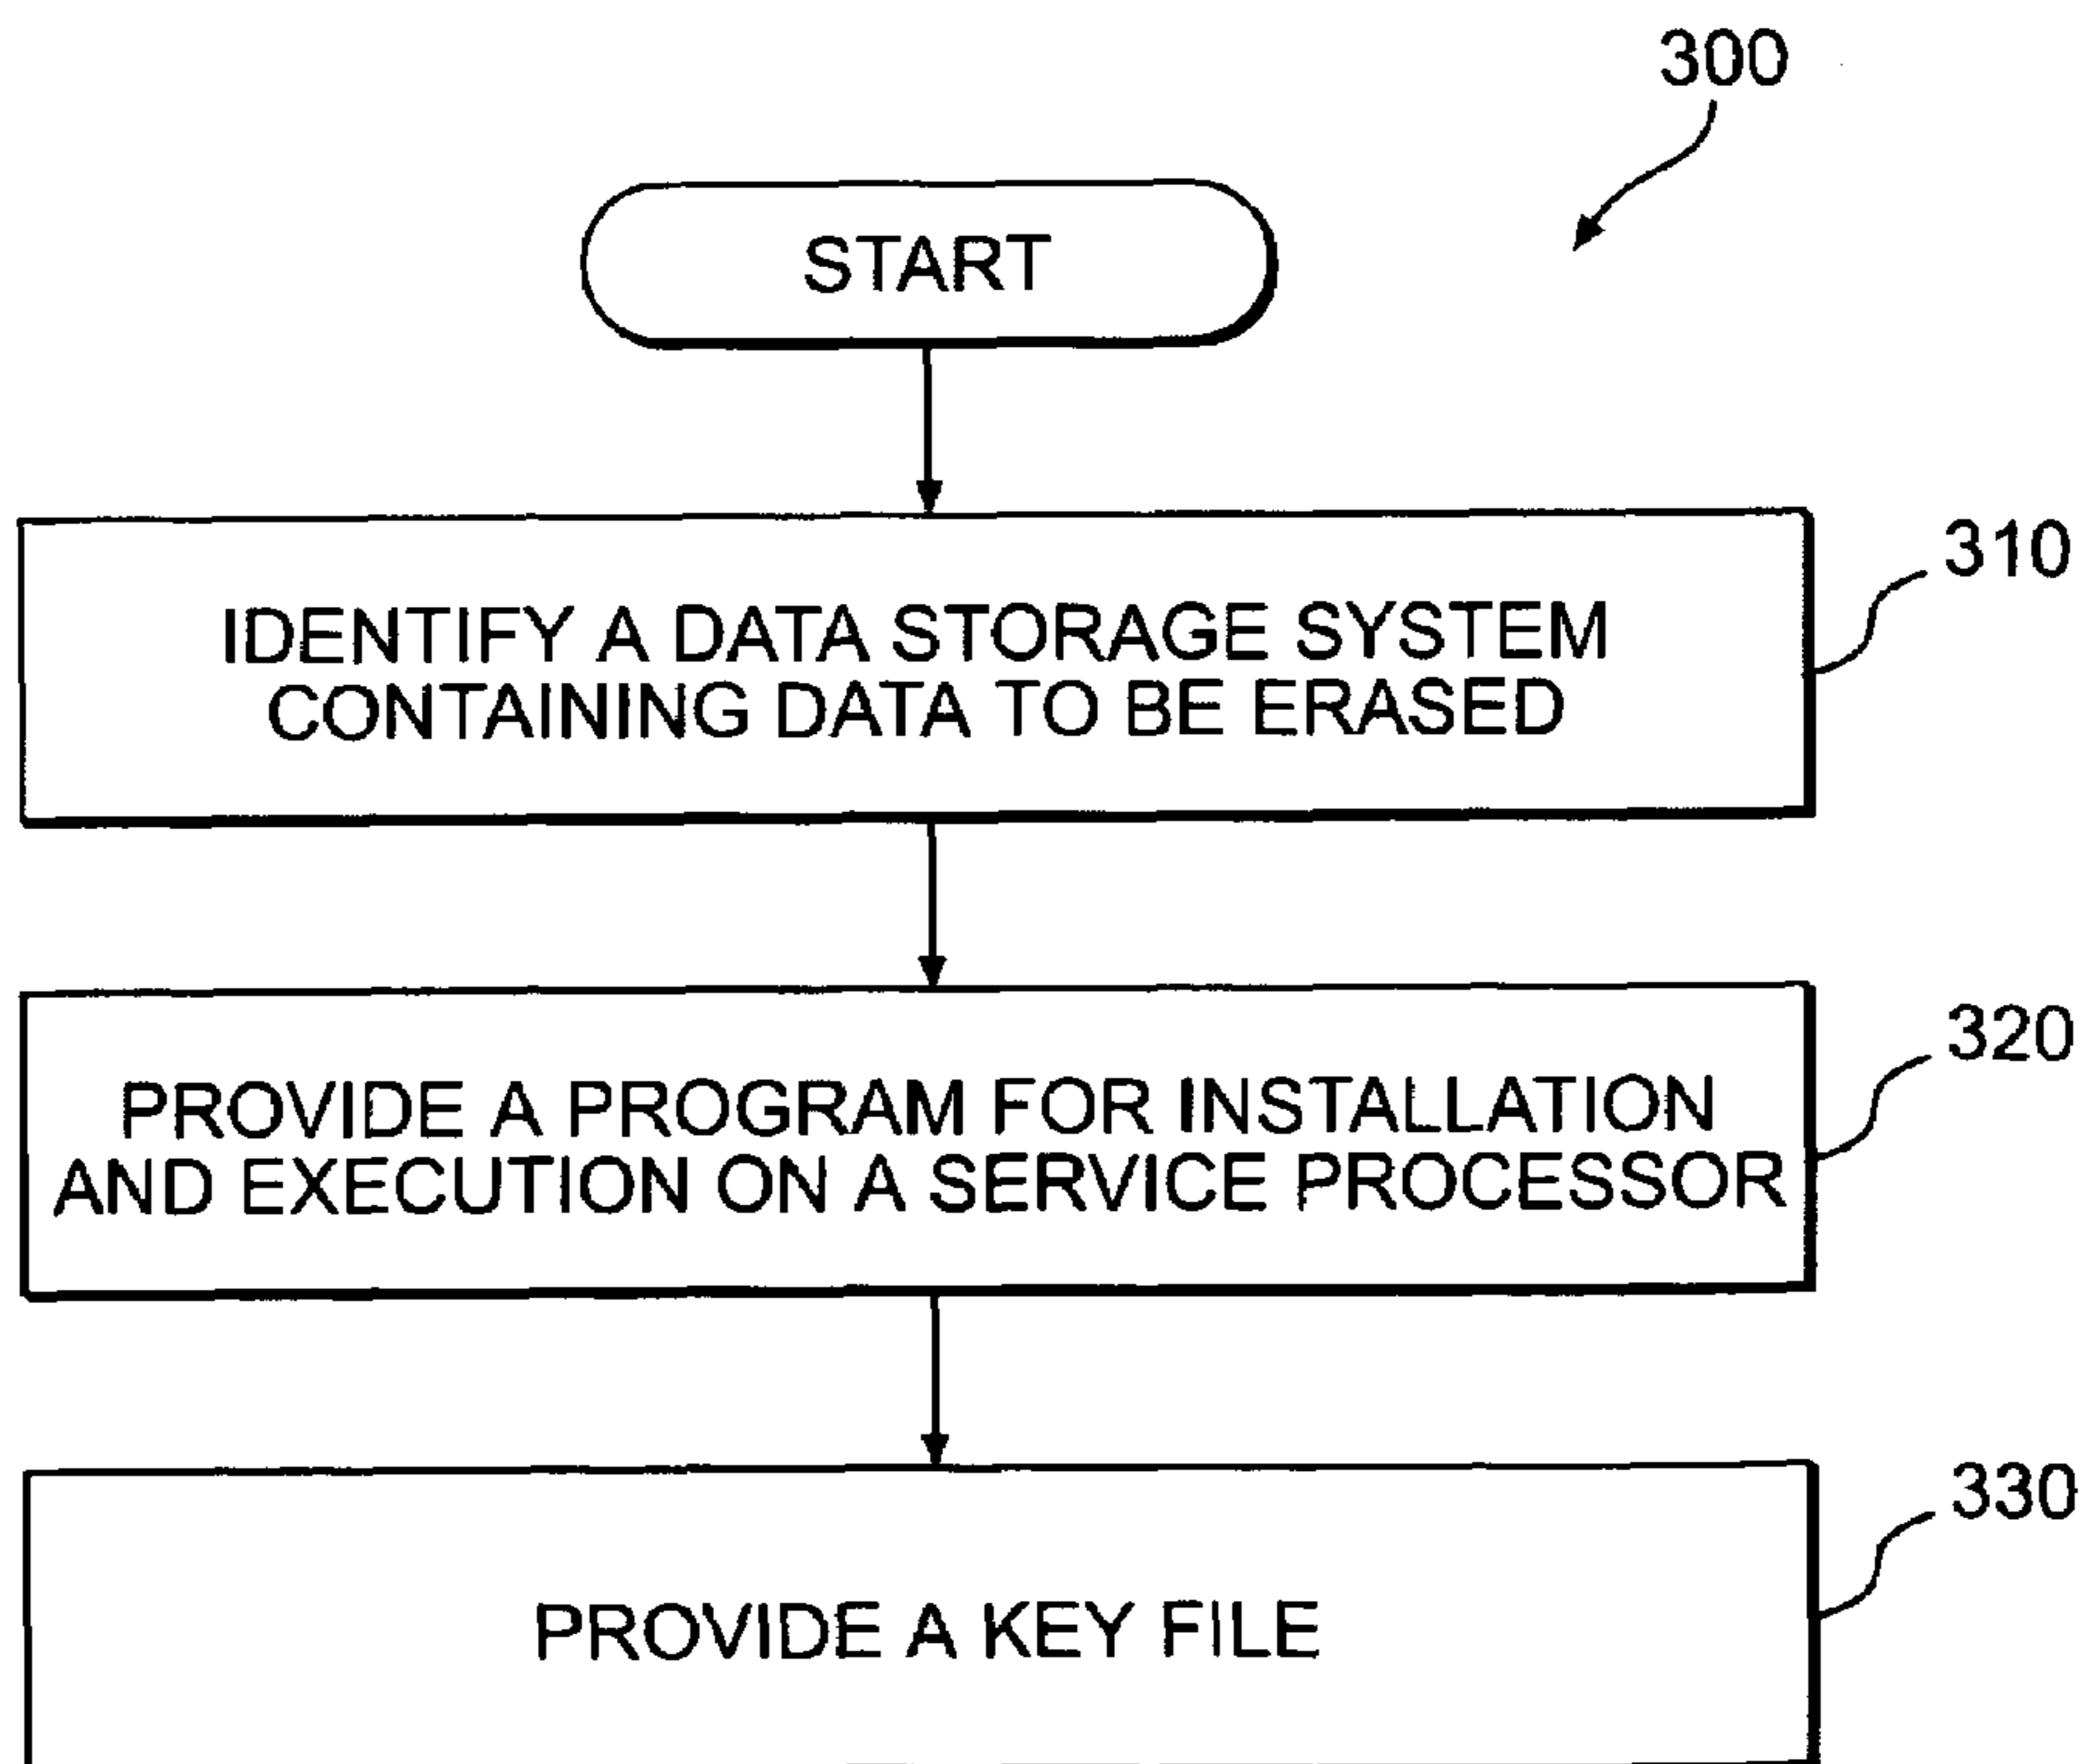 300
START
310
IDENTIFY A DATA STORAGE SYSTEM
CONTAINING DATA TO BE ERASED
320
PROVIDE A PROGRAM FOR INSTALLATION
AND EXECUTION ON A SERVICE PROCESSOR
330
PROVIDE A KEY FILE